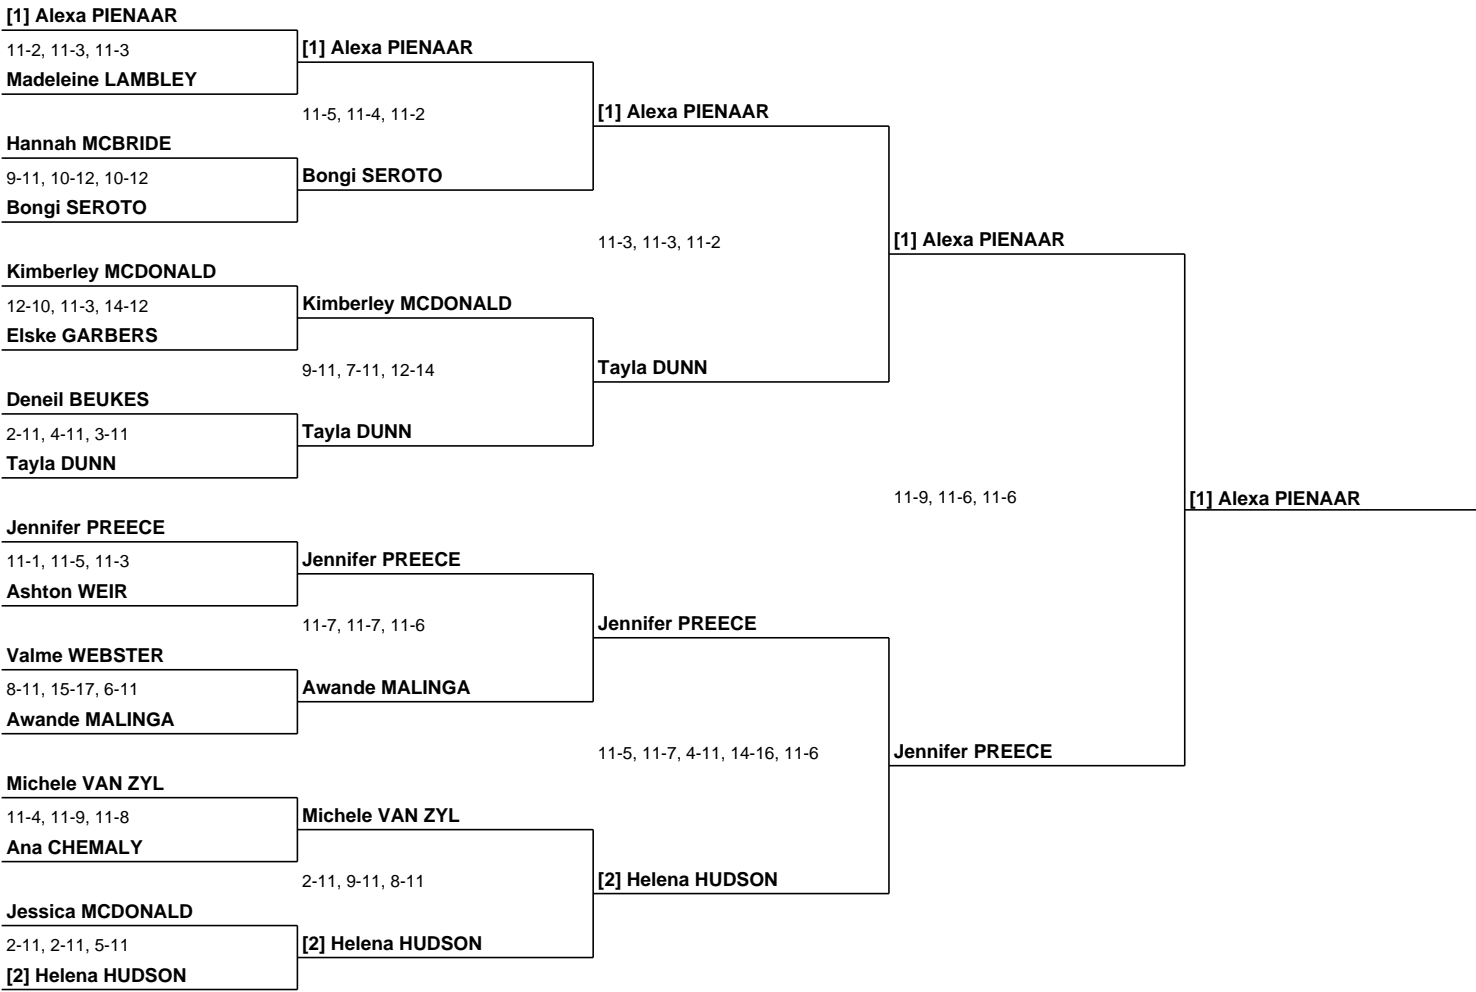 [1] Alexa PIENAAR
11-2, 11-3, 11-3
Madeleine LAMBLEY
Hannah MCBRIDE
9-11, 10-12, 10-12
Bongi SEROTO
Kimberley MCDONALD
12-10, 11-3, 14-12
Elske GARBERS
Deneil BEUKES
2-11, 4-11, 3-11
Tayla DUNN
Jennifer PREECE
11-1, 11-5, 11-3
Ashton WEIR
Valme WEBSTER
8-11, 15-17, 6-11
Awande MALINGA
Michele VAN ZYL
11-4, 11-9, 11-8
Ana CHEMALY
Jessica MCDONALD
2-11, 2-11, 5-11
[2] Helena HUDSON
[1] Alexa PIENAAR
11-5, 11-4, 11-2
Bongi SEROTO
Kimberley MCDONALD
9-11, 7-11, 12-14
Tayla DUNN
Jennifer PREECE
11-7, 11-7, 11-6
Awande MALINGA
Michele VAN ZYL
2-11, 9-11, 8-11
[2] Helena HUDSON
[1] Alexa PIENAAR
11-3, 11-3, 11-2
Tayla DUNN
Jennifer PREECE
11-5, 11-7, 4-11, 14-16, 11-6
[2] Helena HUDSON
[1] Alexa PIENAAR
11-9, 11-6, 11-6
Jennifer PREECE
[1] Alexa PIENAAR